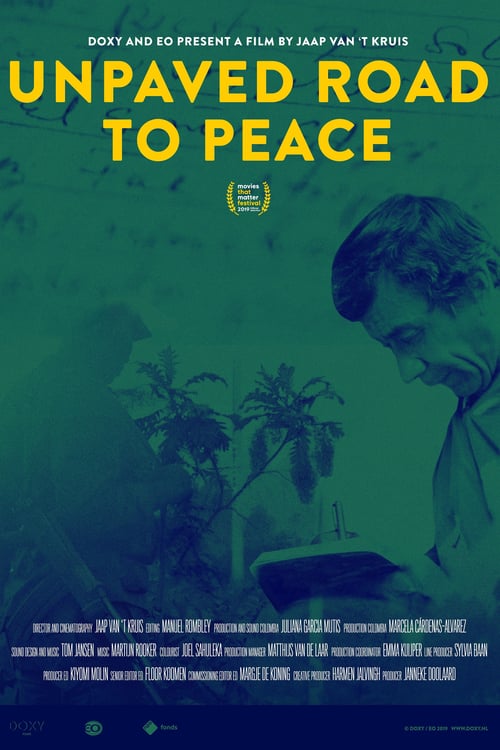 DOXY AND EO PRESENT A FILM BY JAAP VAN 'T KRUIS
UNPAVED ROAD
TO PEACE
movies
that
matter
festival
2019
DIRECTOR AND CINEMATOGRAPHY JAAP VAN 'T KRUIS EDITING MANUEL ROMBLEY PRODUCTION AND SOUND COLOMBIA JULIANA GARCIA MUTIS PRODUCTION COLOMBIA MARCELA CÁRDENAS-ALVAREZ
SOUND DESIGN AND MUSIC TOM JANSEN MUSIC MARTIJN ROOKER COLOURIST JOEL SAHULEKA PRODUCTION MANAGER MATTHIJS VAN DE LAAR PRODUCTION COORDINATOR EMMA KUIJPER LINE PRODUCER SYLVIA BAAN
PRODUCER EO KIYOMI MOLIN SENIOR EDITOR EO FLOOR KOOMEN COMMISSIONING EDITOR EO MARGJE DE KONING CREATIVE PRODUCER HARMEN JALVINGH PRODUCER JANNEKE DOOLAARD
DOXY EO fonds © DOXY / EO 2019 WWW.DOXY.NL